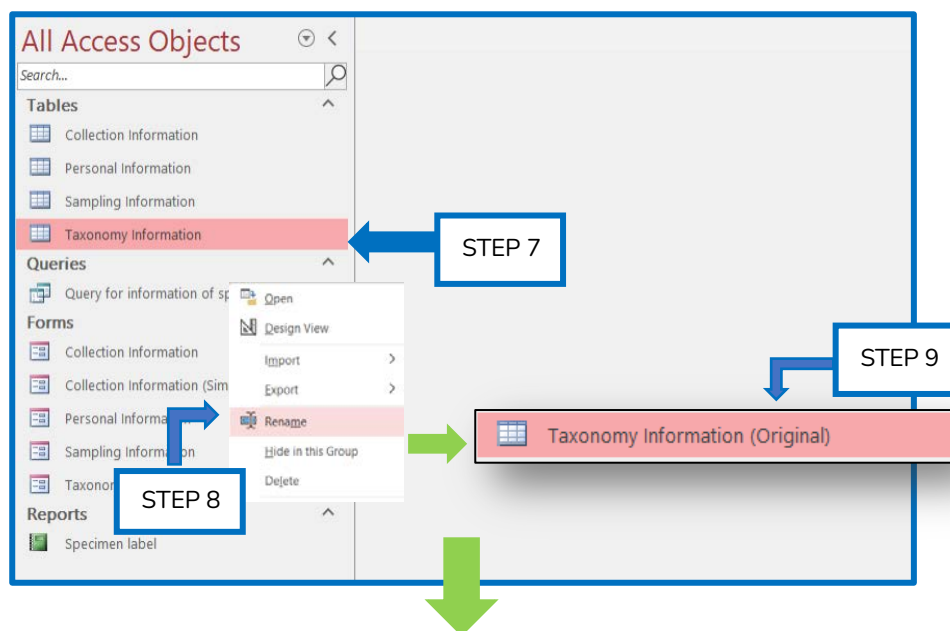 All Access Objects
Search...
Tables
Collection Information
Personal Information
Sampling Information
Taxonomy Information
STEP 7
Queries
Query for information of sp
Open
Design View
Import
Export
Rename
Hide in this Group
Delete
Forms
Collection Information
Collection Information (Sim
Personal Informa
Sampling Information
Taxonor
STEP 8
STEP 9
Taxonomy Information (Original)
Reports
Specimen label